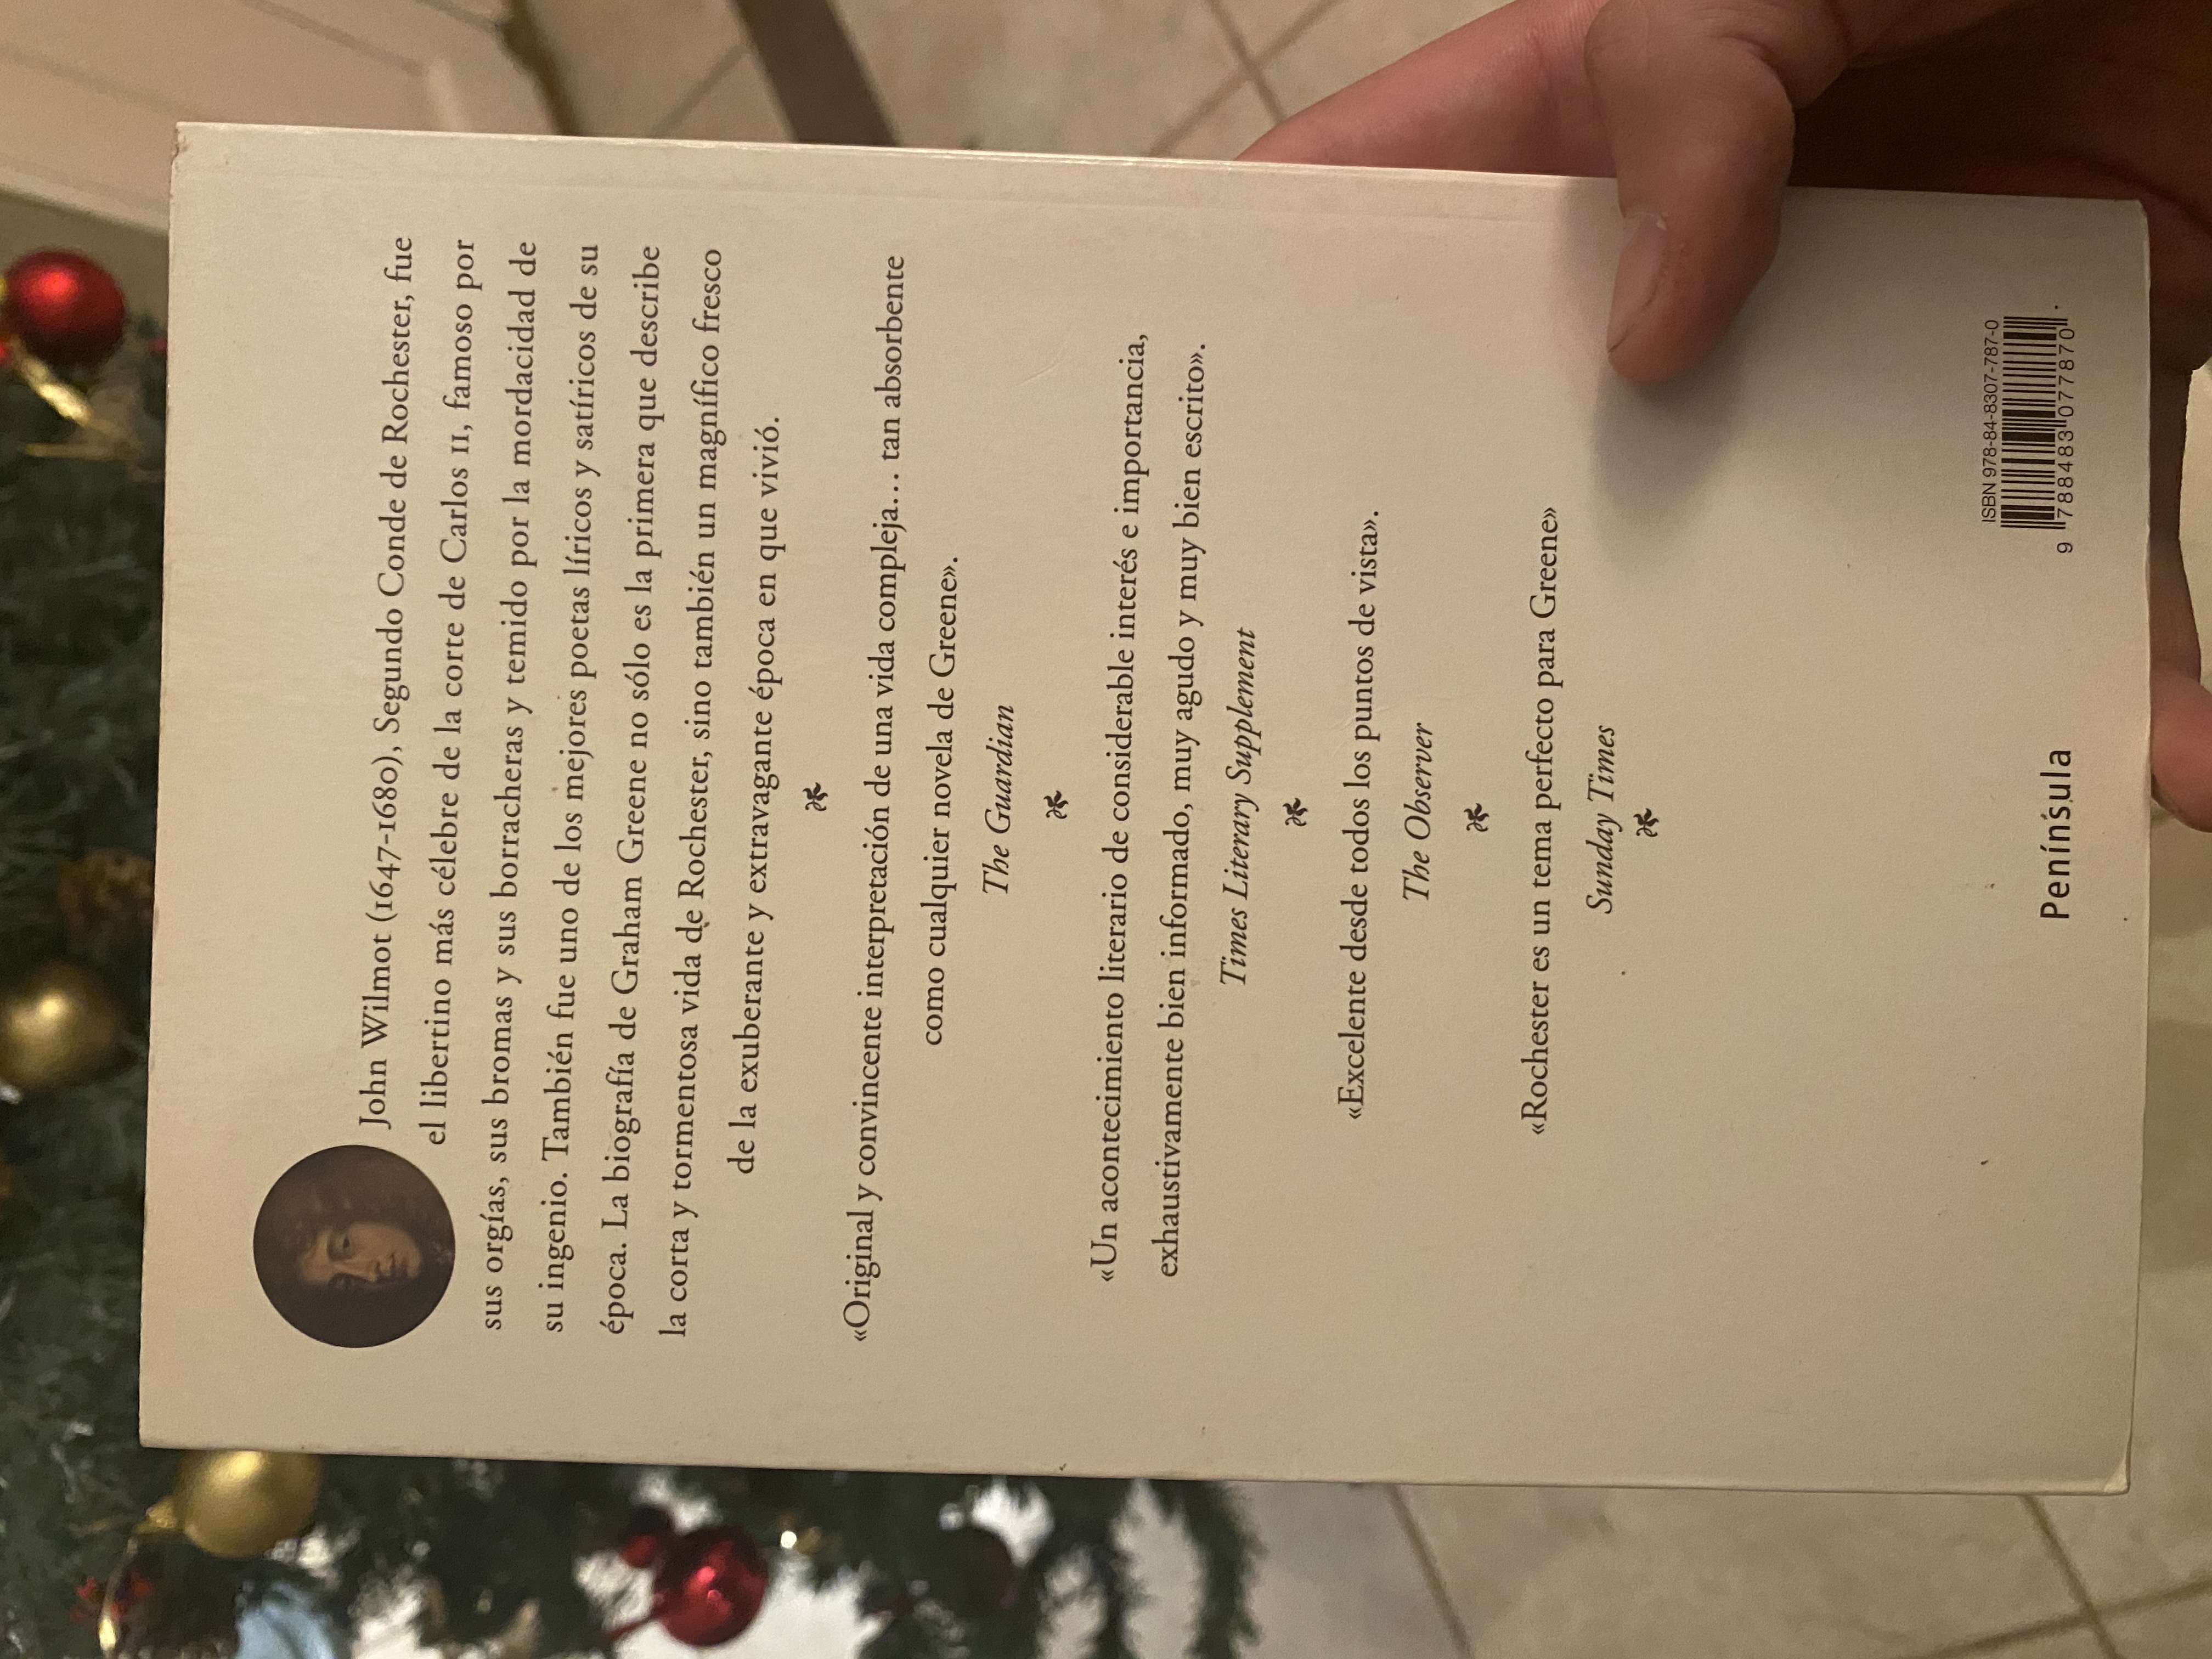 John Wilmot (1647-1680), Segundo Conde de Rochester, fue
el libertino más célebre de la corte de Carlos II, famoso por
sus orgías, sus bromas y sus borracheras y temido por la mordacidad de
su ingenio. También fue uno de los mejores poetas líricos y satíricos de su
época. La biografía de Graham Greene no sólo es la primera que describe
la corta y tormentosa vida de Rochester, sino también un magnífico fresco
de la exuberante y extravagante época en que vivió.
«Original y convincente interpretación de una vida compleja… tan absorbente
como cualquier novela de Greene».
The Guardian
«Un acontecimiento literario de considerable interés e importancia,
exhaustivamente bien informado, muy agudo y muy bien escrito».
Times Literary Supplement
«Excelente desde todos los puntos de vista».
The Observer
«Rochester es un tema perfecto para Greene»
Sunday Times
ISBN 978-84-8307-787-0
Península
9 788483 077870